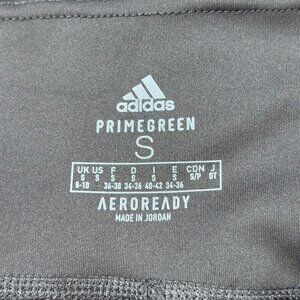 adidas
PRIMEGREEN
S
UK US F D I E CDN J
S S S S S S S/P OT
8-10 36-38 34-36 40-42 34-36
AEROREADY
MADE IN JORDAN